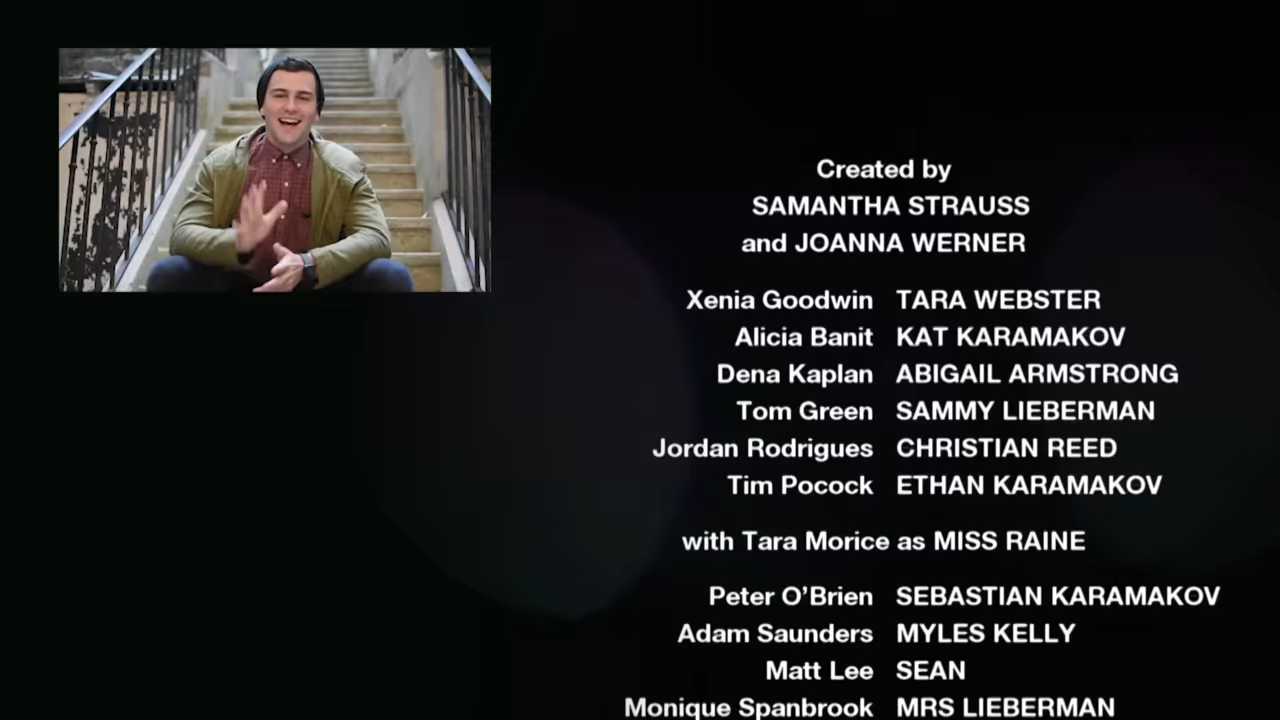 Created by
SAMANTHA STRAUSS
and JOANNA WERNER
Xenia Goodwin TARA WEBSTER
Alicia Banit KAT KARAMAKOV
Dena Kaplan ABIGAIL ARMSTRONG
Tom Green SAMMY LIEBERMAN
Jordan Rodrigues CHRISTIAN REED
Tim Pocock ETHAN KARAMAKOV
with Tara Morice as MISS RAINE
Peter O’Brien SEBASTIAN KARAMAKOV
Adam Saunders MYLES KELLY
Matt Lee SEAN
Monique Spanbrook MRS LIEBERMAN